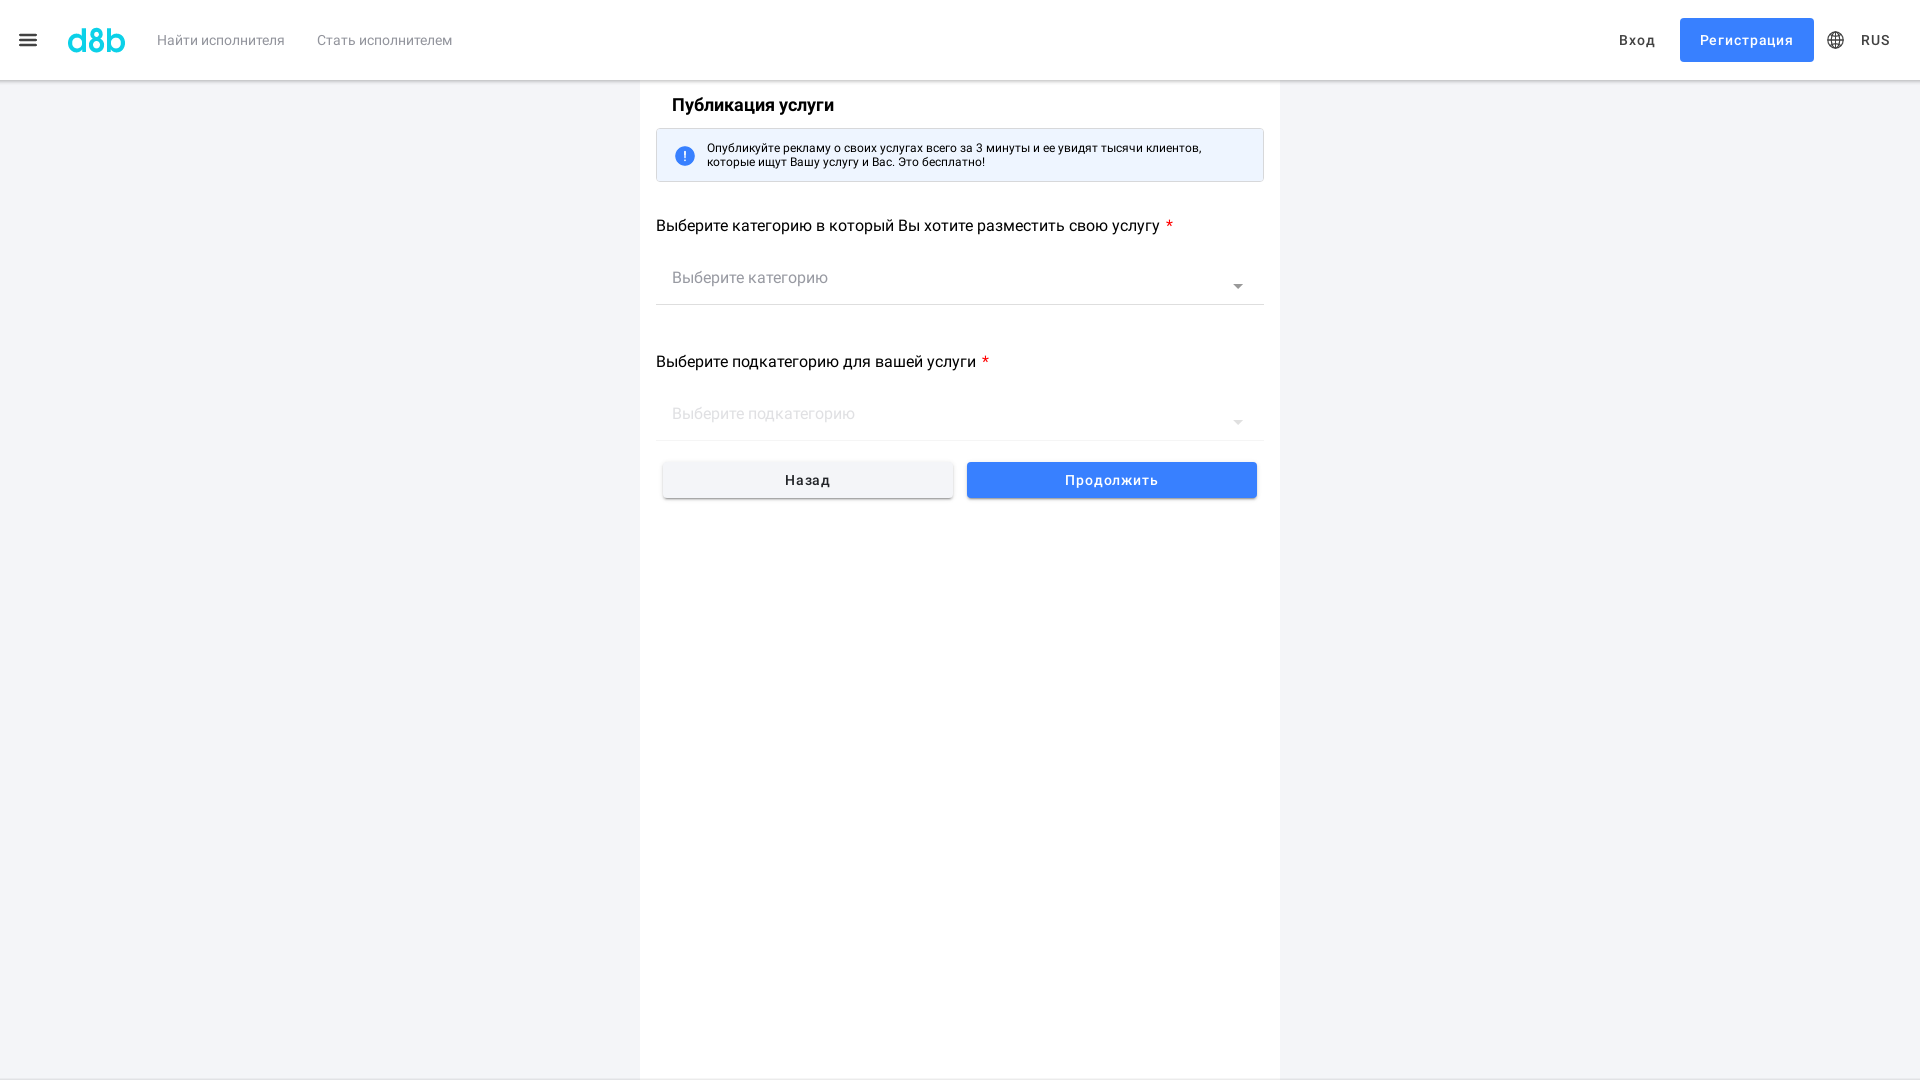 d8b
Найти исполнителя
Стать исполнителем
Вход
Регистрация
RUS
Публикация услуги
Опубликуйте рекламу о своих услугах всего за 3 минуты и ее увидят тысячи клиентов,
которые ищут Вашу услугу и Вас. Это бесплатно!
Выберите категорию в который Вы хотите разместить свою услугу *
Выберите категорию
Выберите подкатегорию для вашей услуги *
Выберите подкатегорию
Назад
Продолжить